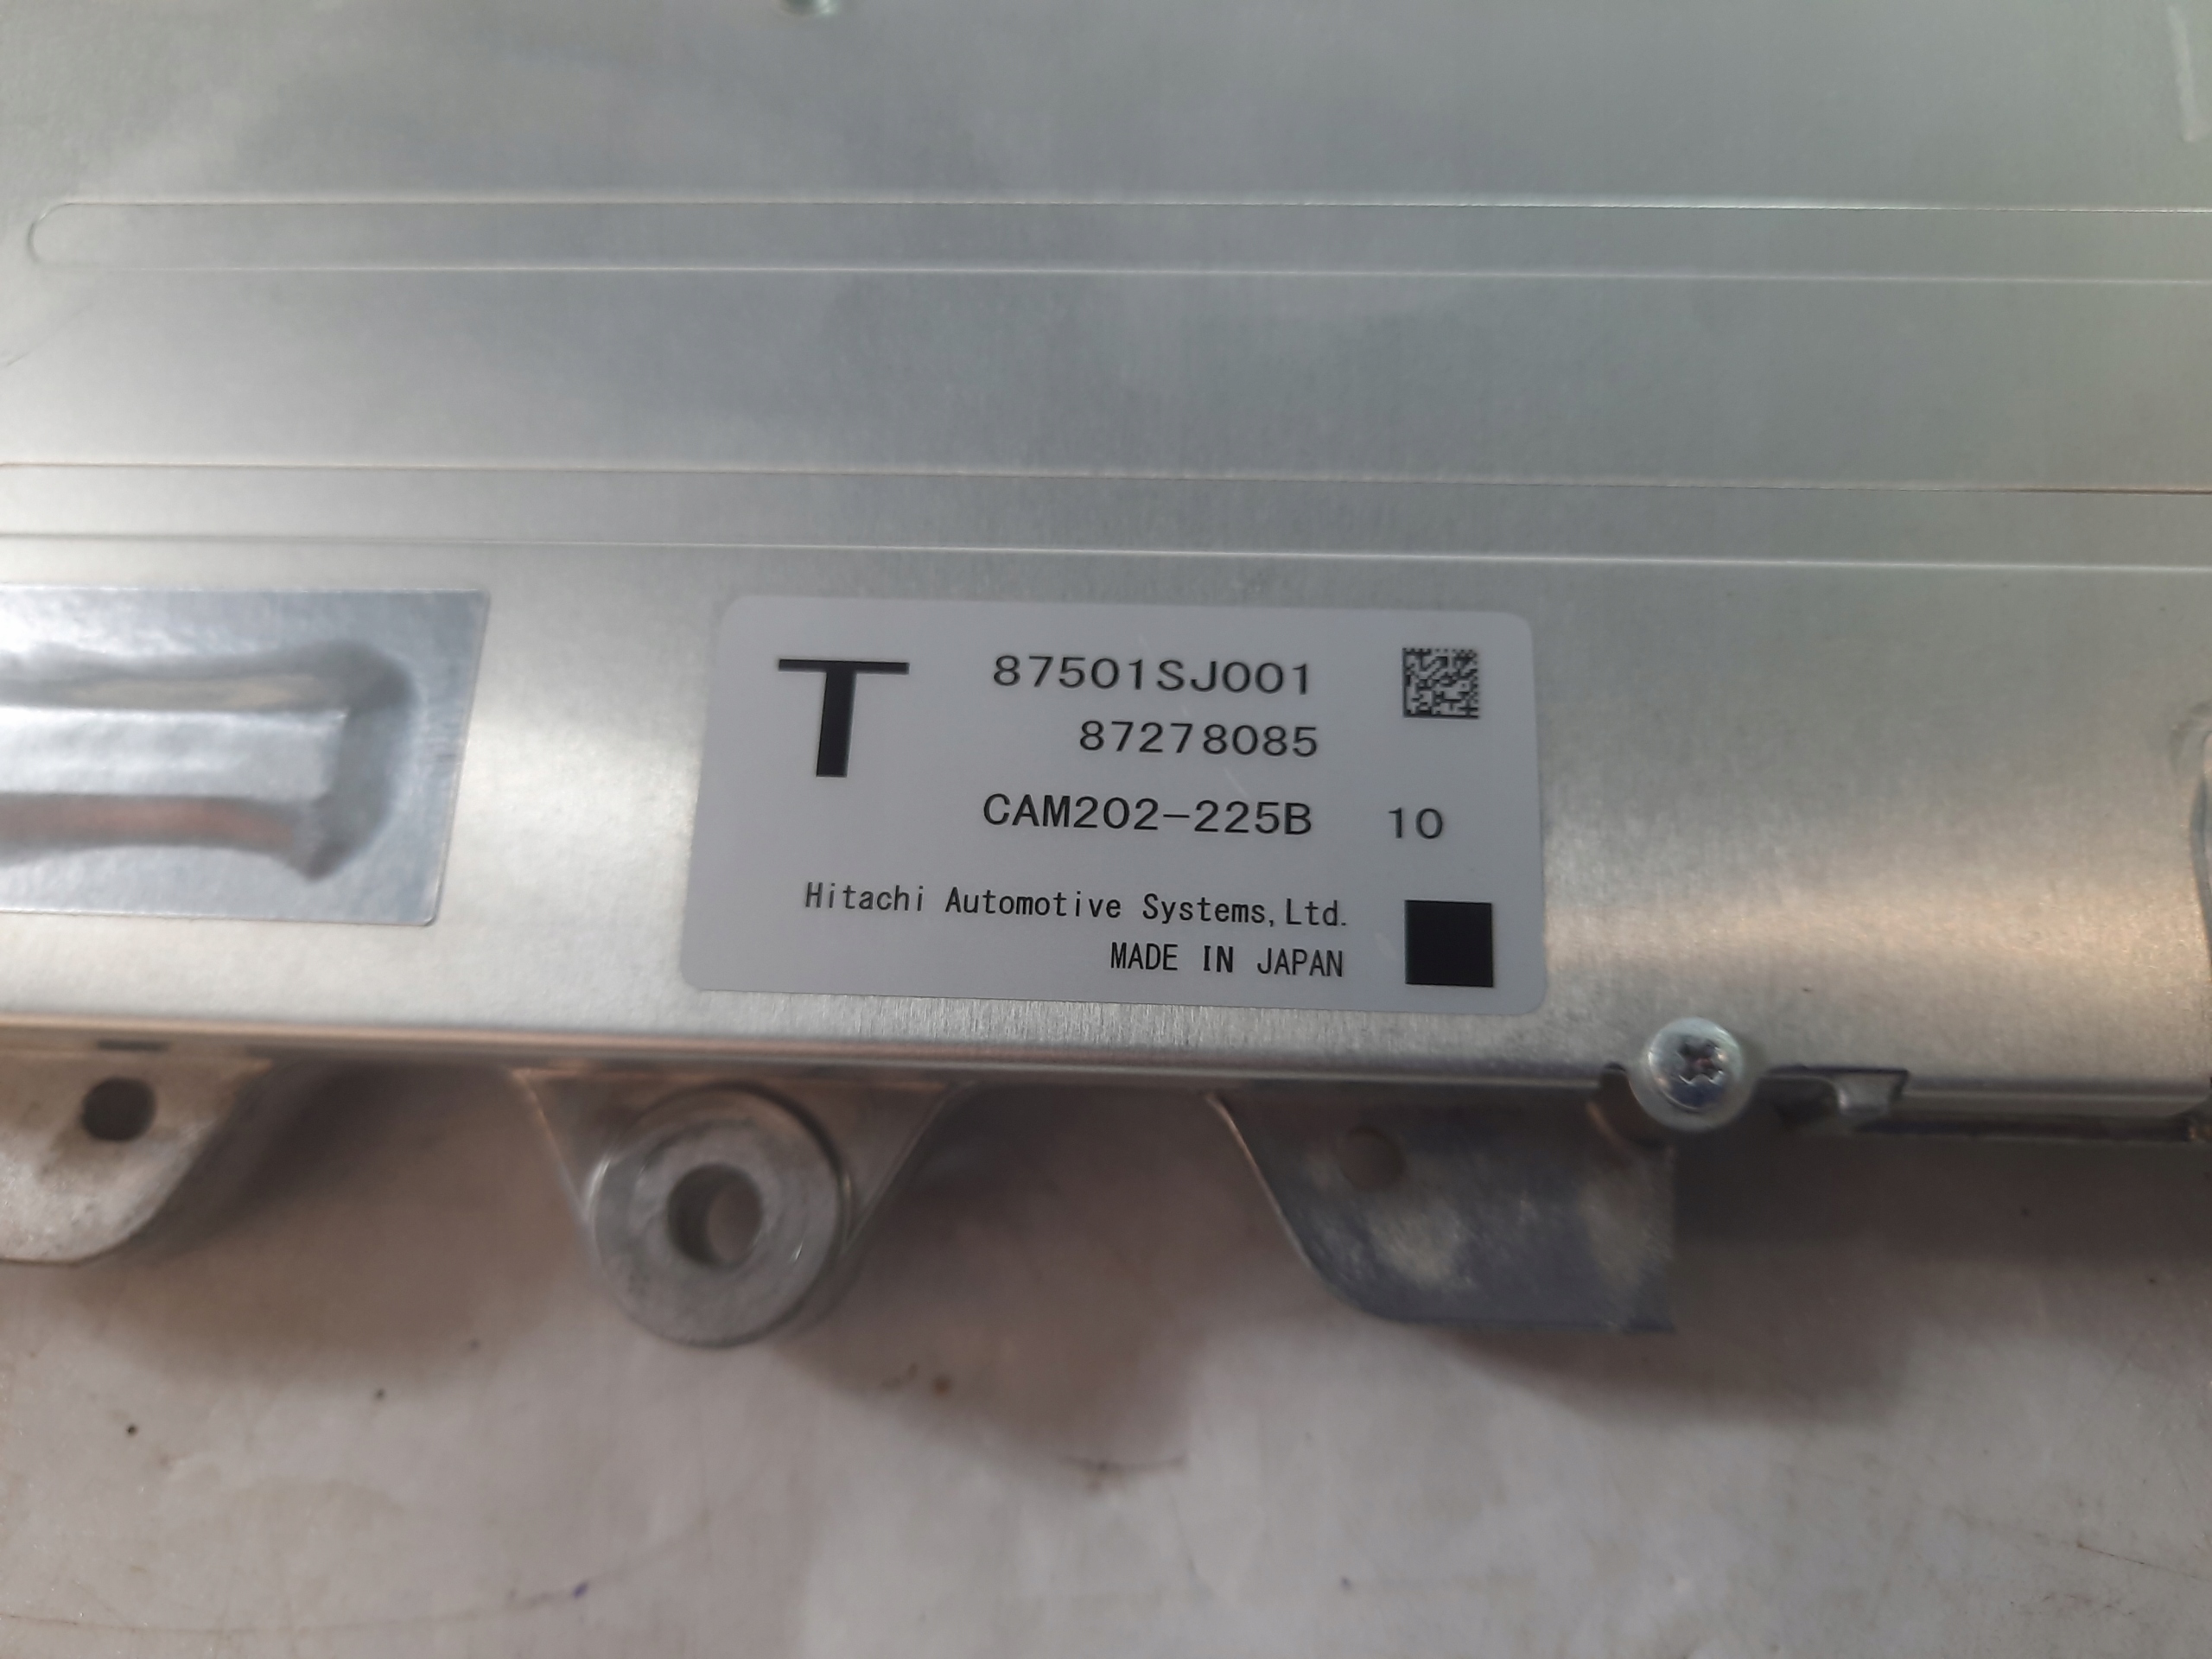 T
87501SJ001
87278085
CAM202-225B 10
Hitachi Automotive Systems,Ltd.
MADE IN JAPAN